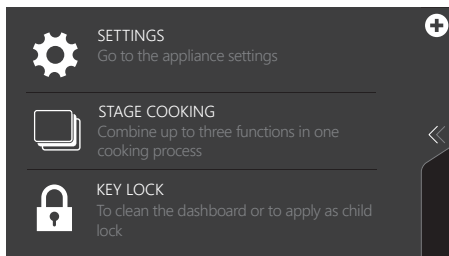 SETTINGS
Go to the appliance settings
STAGE COOKING
Combine up to three functions in one
cooking process
KEY LOCK
To clean the dashboard or to apply as child
lock